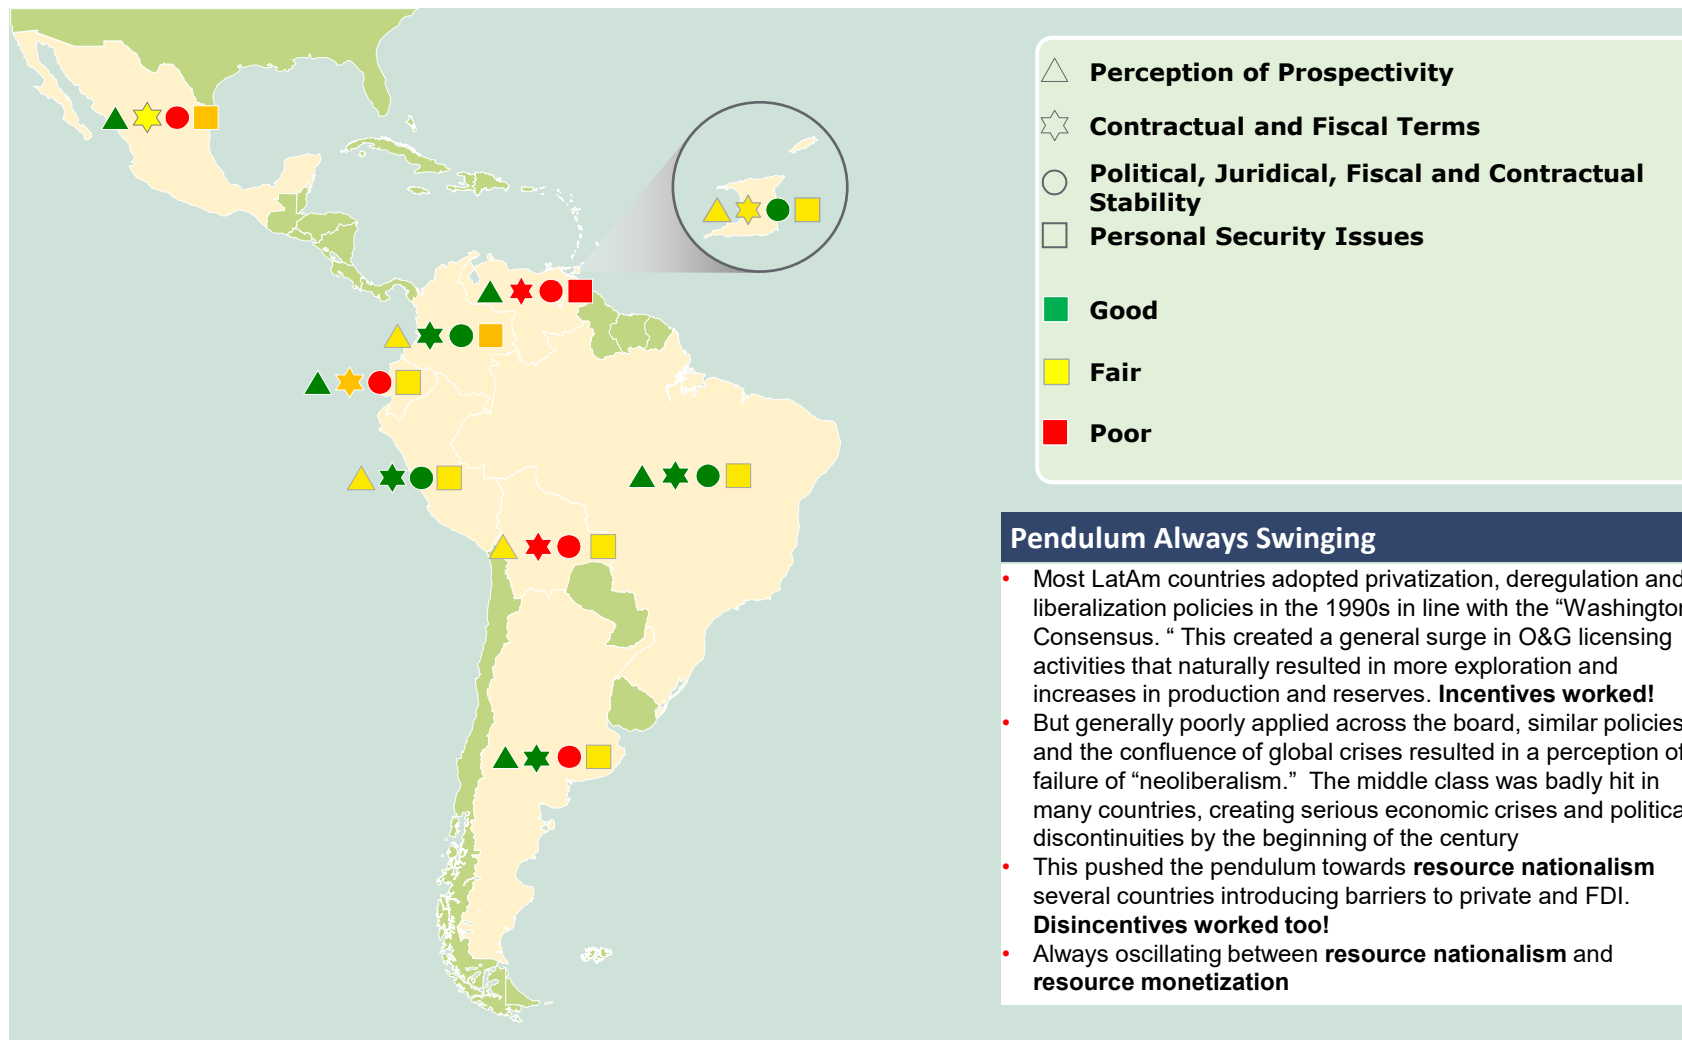 Perception of Prospectivity
Contractual and Fiscal Terms
Political, Juridical, Fiscal and Contractual
Stability
Personal Security Issues
Good
Fair
Poor
Pendulum Always Swinging
• Most LatAm countries adopted privatization, deregulation and
liberalization policies in the 1990s in line with the “Washington
Consensus. “ This created a general surge in O&G licensing
activities that naturally resulted in more exploration and
increases in production and reserves. Incentives worked!
• But generally poorly applied across the board, similar policies
and the confluence of global crises resulted in a perception of
failure of “neoliberalism.”  The middle class was badly hit in
many countries, creating serious economic crises and politica
discontinuities by the beginning of the century
• This pushed the pendulum towards resource nationalism
several countries introducing barriers to private and FDI.
Disincentives worked too!
• Always oscillating between resource nationalism and
resource monetization